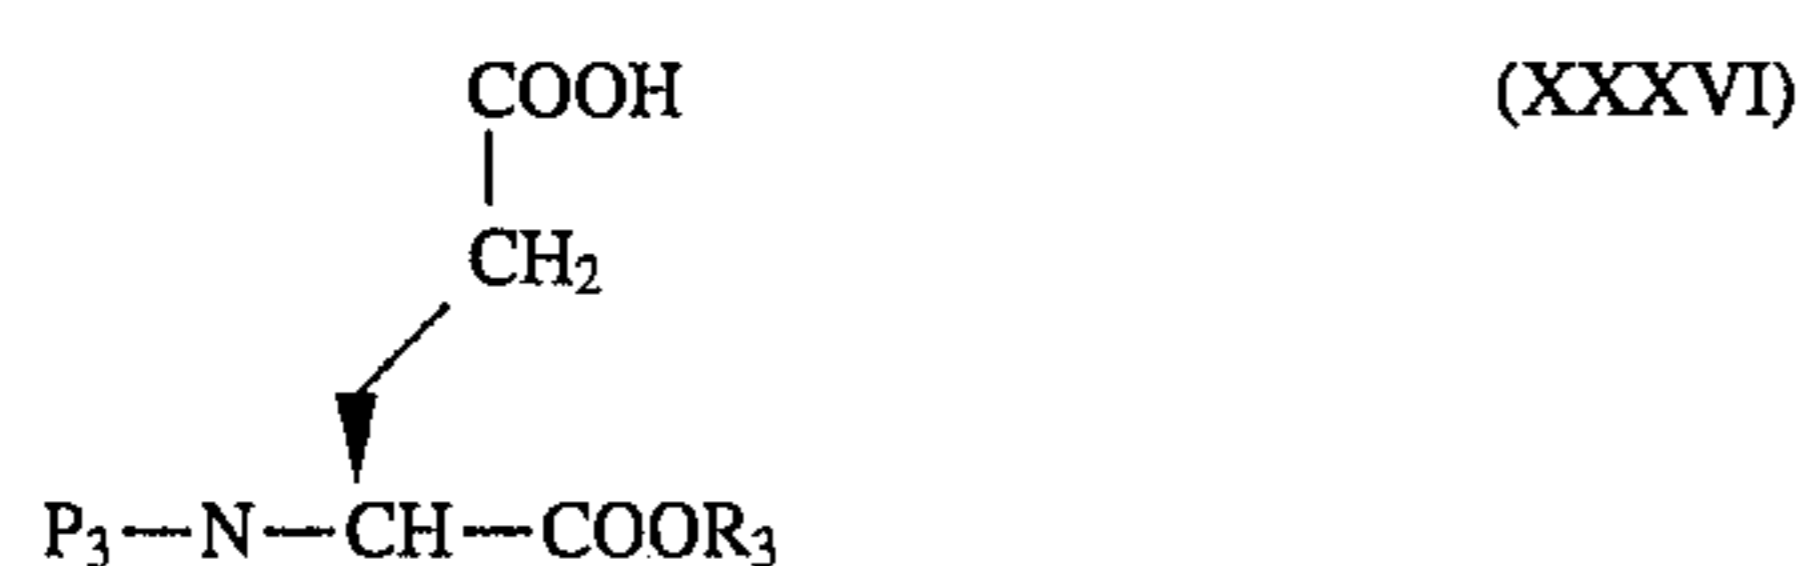 COOH (XXXVI)
CH₂
P₃—N—CH—COOR₃